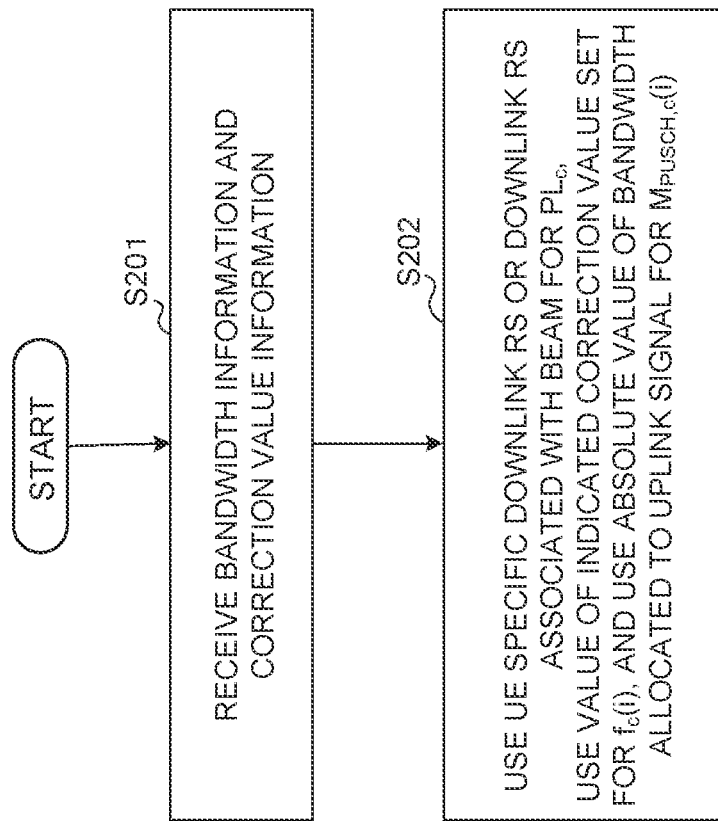 START
S201
RECEIVE BANDWIDTH INFORMATION AND
CORRECTION VALUE INFORMATION
S202
USE UE SPECIFIC DOWNLINK RS OR DOWNLINK RS
ASSOCIATED WITH BEAM FOR PLc,
USE VALUE OF INDICATED CORRECTION VALUE SET
FOR fc(i), AND USE ABSOLUTE VALUE OF BANDWIDTH
ALLOCATED TO UPLINK SIGNAL FOR MPUSCH,c(i)